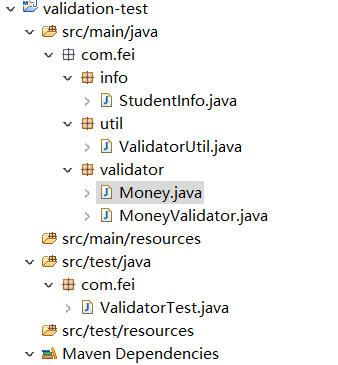 validation-test
src/main/java
com.fei
info
StudentInfo.java
util
ValidatorUtil.java
validator
Money.java
MoneyValidator.java
src/main/resources
src/test/java
com.fei
ValidatorTest.java
src/test/resources
Maven Dependencies